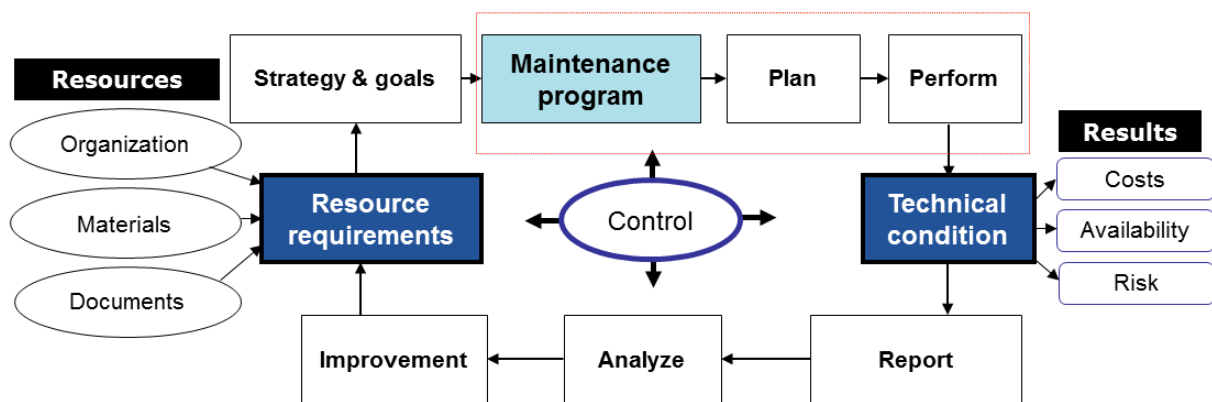 Resources
Organization
Materials
Documents
Strategy & goals
Maintenance
program
Plan
Perform
Resource
requirements
Control
Technical
condition
Results
Costs
Availability
Risk
Improvement
Analyze
Report